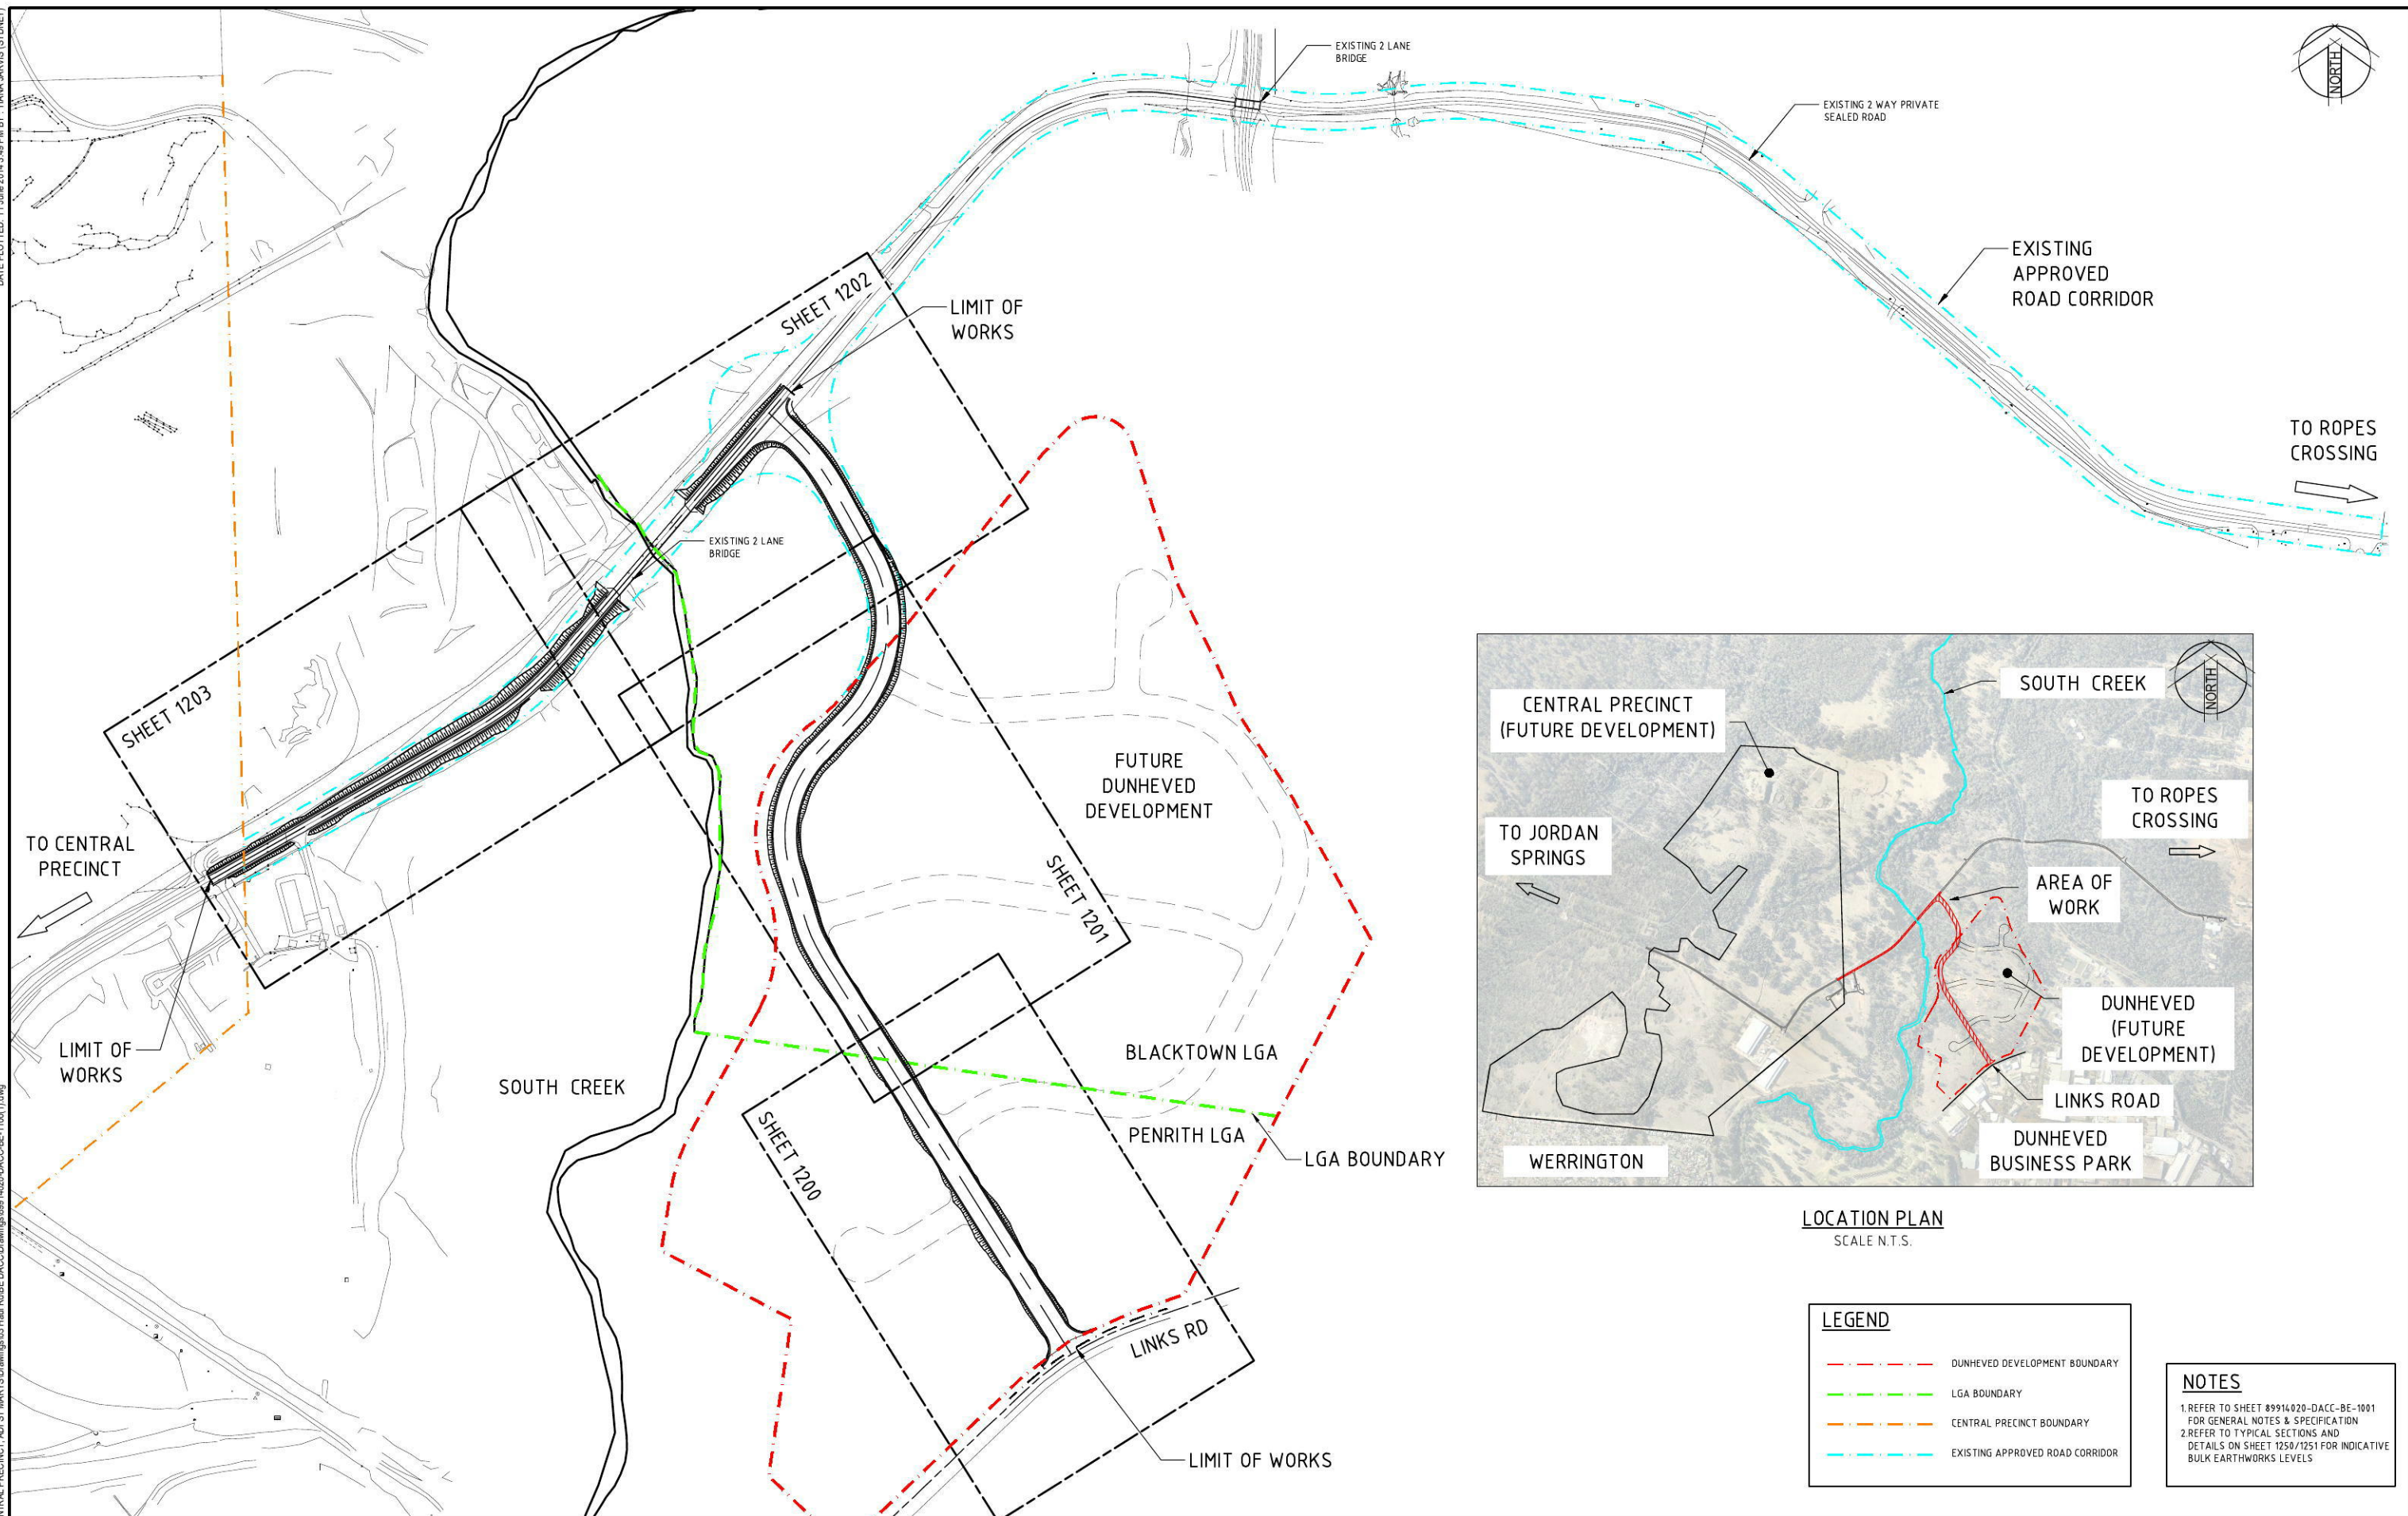 NORTH
EXISTING 2 LANE
BRIDGE
EXISTING 2 WAY PRIVATE
SEALED ROAD
EXISTING
APPROVED
ROAD CORRIDOR
TO ROPES
CROSSING
SHEET 1202
LIMIT OF
WORKS
EXISTING 2 LANE
BRIDGE
SHEET 1203
TO CENTRAL
PRECINCT
LIMIT OF
WORKS
FUTURE
DUNHEVED
DEVELOPMENT
SHEET 1201
SOUTH CREEK
BLACKTOWN LGA
PENRITH LGA
LGA BOUNDARY
SHEET 1200
LINKS RD
LIMIT OF WORKS
NORTH
SOUTH CREEK
CENTRAL PRECINCT
(FUTURE DEVELOPMENT)
TO ROPES
CROSSING
TO JORDAN
SPRINGS
AREA OF
WORK
DUNHEVED
(FUTURE
DEVELOPMENT)
LINKS ROAD
DUNHEVED
BUSINESS PARK
WERRINGTON
LOCATION PLAN
SCALE N.T.S.
LEGEND
DUNHEVED DEVELOPMENT BOUNDARY
LGA BOUNDARY
CENTRAL PRECINCT BOUNDARY
EXISTING APPROVED ROAD CORRIDOR
NOTES
1.REFER TO SHEET 89914020-DACC-BE-1001
FOR GENERAL NOTES & SPECIFICATION
2.REFER TO TYPICAL SECTIONS AND
DETAILS ON SHEET 1250/1251 FOR INDICATIVE
BULK EARTHWORKS LEVELS